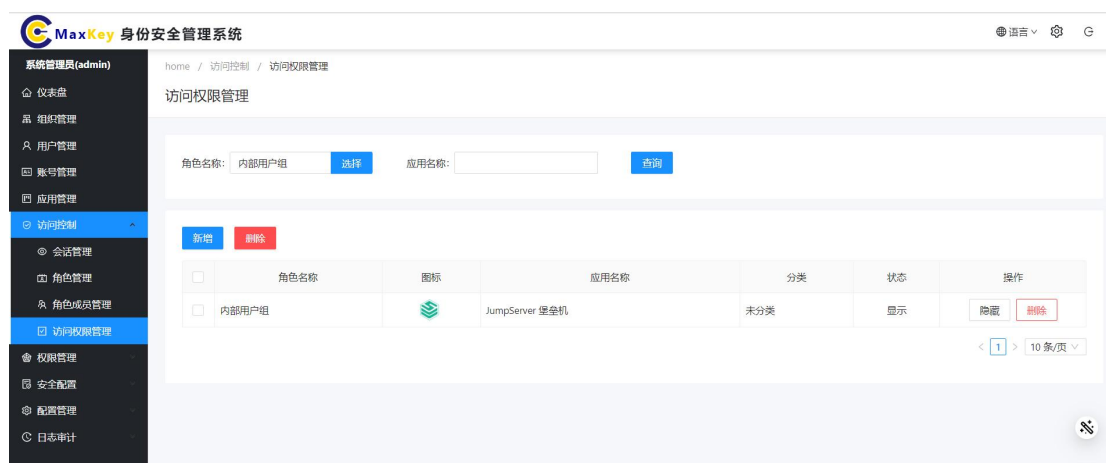 MaxKey 身份安全管理系统
语言
系统管理员(admin)
仪表盘
组织管理
用户管理
账号管理
应用管理
访问控制
会话管理
角色管理
角色成员管理
访问权限管理
权限管理
安全配置
配置管理
日志审计
home / 访问控制 / 访问权限管理
访问权限管理
角色名称: 内部用户组 选择 应用名称: 查询
新增 删除
角色名称 图标 应用名称 分类 状态 操作
内部用户组 JumpServer 堡垒机 未分类 显示 隐藏 删除
< 1 > 10 条/页